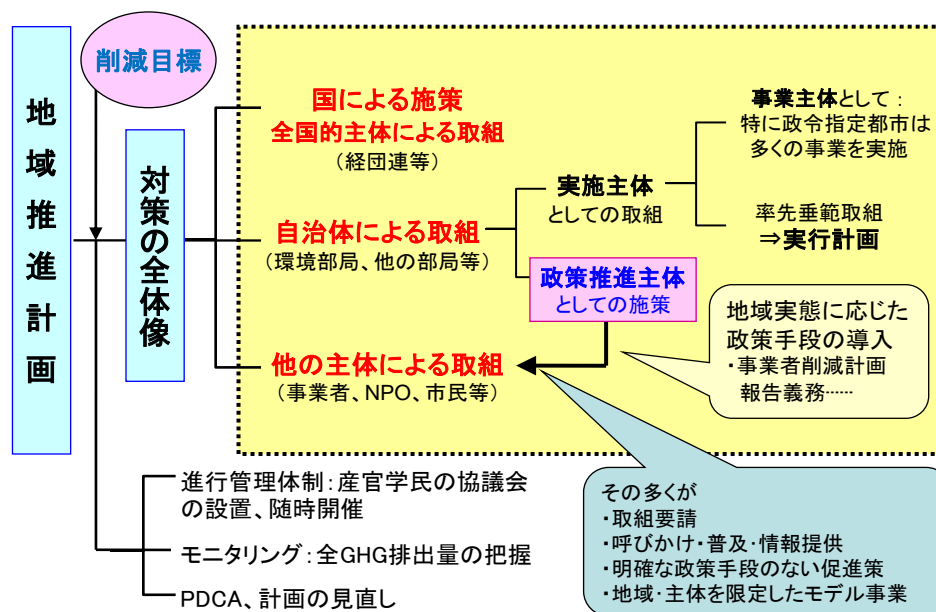 地域推進計画
削減目標
対策の全体像
国による施策
全国的主体による取組
(経団連等)
自治体による取組
(環境部局、他の部局等)
他の主体による取組
(事業者、NPO、市民等)
実施主体
としての取組
政策推進主体
としての施策
事業主体として:
特に政令指定都市は
多くの事業を実施
率先垂範取組
⇒実行計画
地域実態に応じた
政策手段の導入
・事業者削減計画
報告義務……
進行管理体制:産官学民の協議会
の設置、随時開催
モニタリング:全GHG排出量の把握
PDCA、計画の見直し
その多くが
・取組要請
・呼びかけ・普及・情報提供
・明確な政策手段のない促進策
・地域・主体を限定したモデル事業